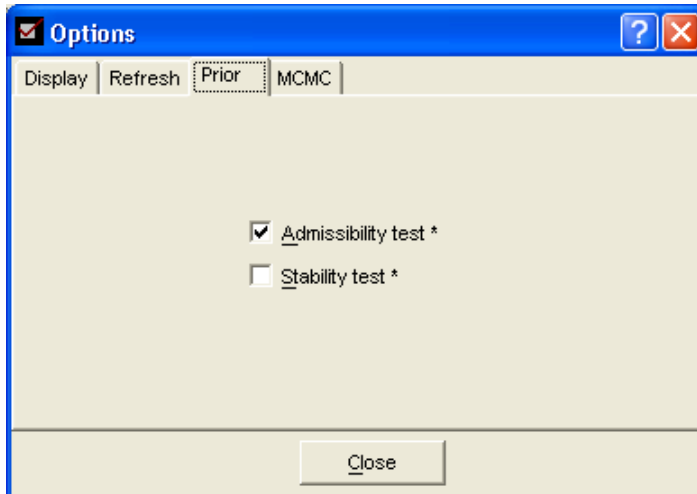 Options
Display Refresh Prior MCMC
Admissibility test *
Stability test *
Close